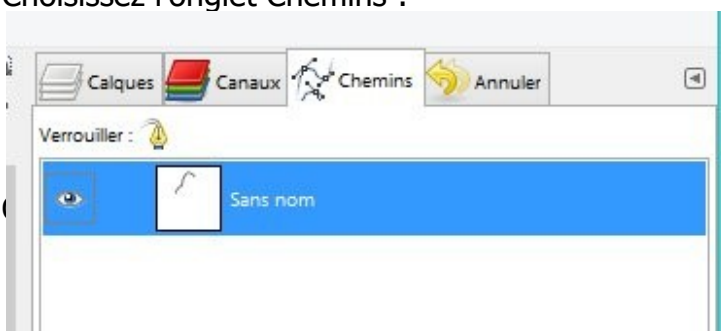 Choisissez l'onglet Chemins :
Calques Canaux Chemins Annuler
Verrouiller :
Sans nom